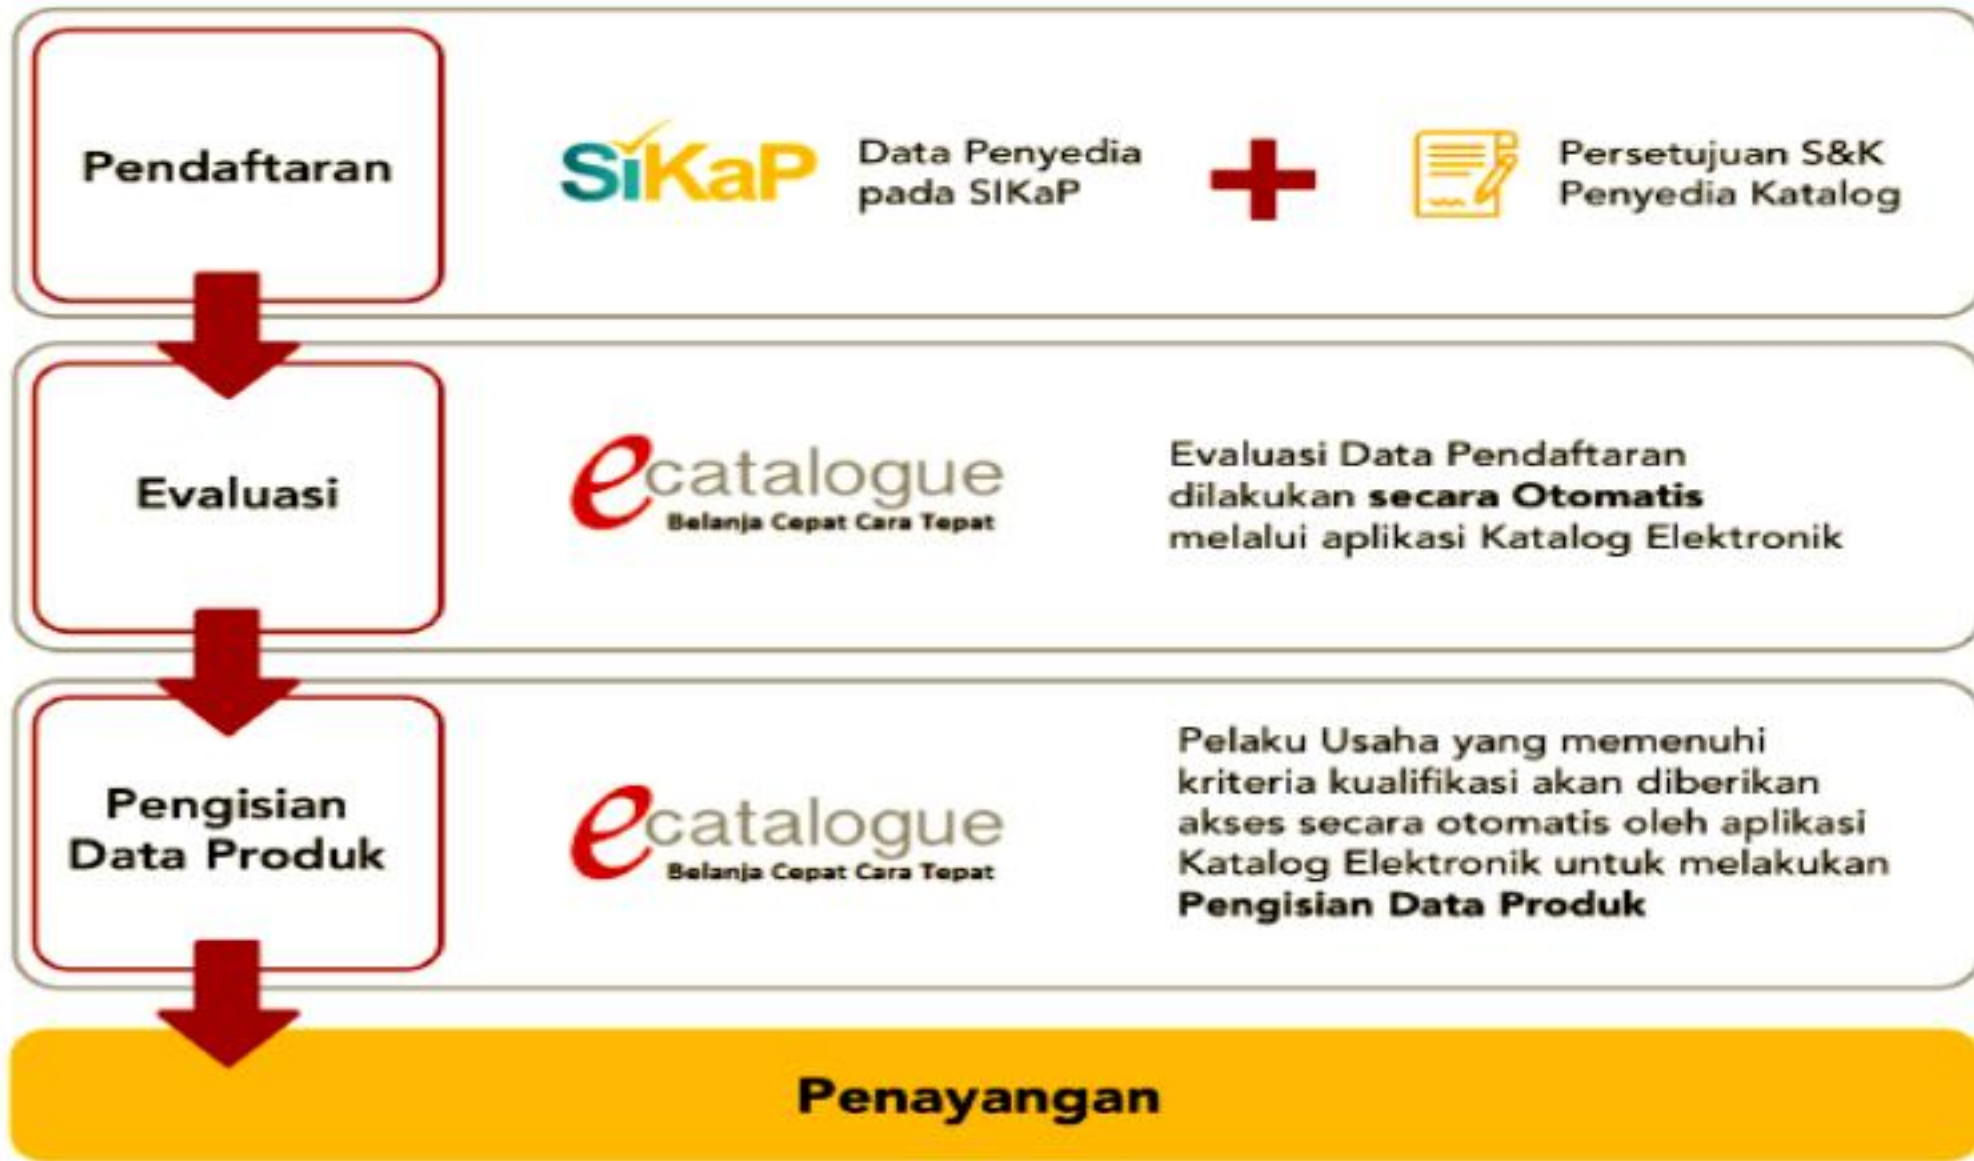 Pendaftaran
SiKaP
Data Penyedia
pada SIKaP
Persetujuan S&K
Penyedia Katalog
Evaluasi
ecatalogue
Belanja Cepat Cara Tepat
Evaluasi Data Pendaftaran
dilakukan secara Otomatis
melalui aplikasi Katalog Elektronik
Pengisian
Data Produk
ecatalogue
Belanja Cepat Cara Tepat
Pelaku Usaha yang memenuhi
kriteria kualifikasi akan diberikan
akses secara otomatis oleh aplikasi
Katalog Elektronik untuk melakukan
Pengisian Data Produk
Penayangan